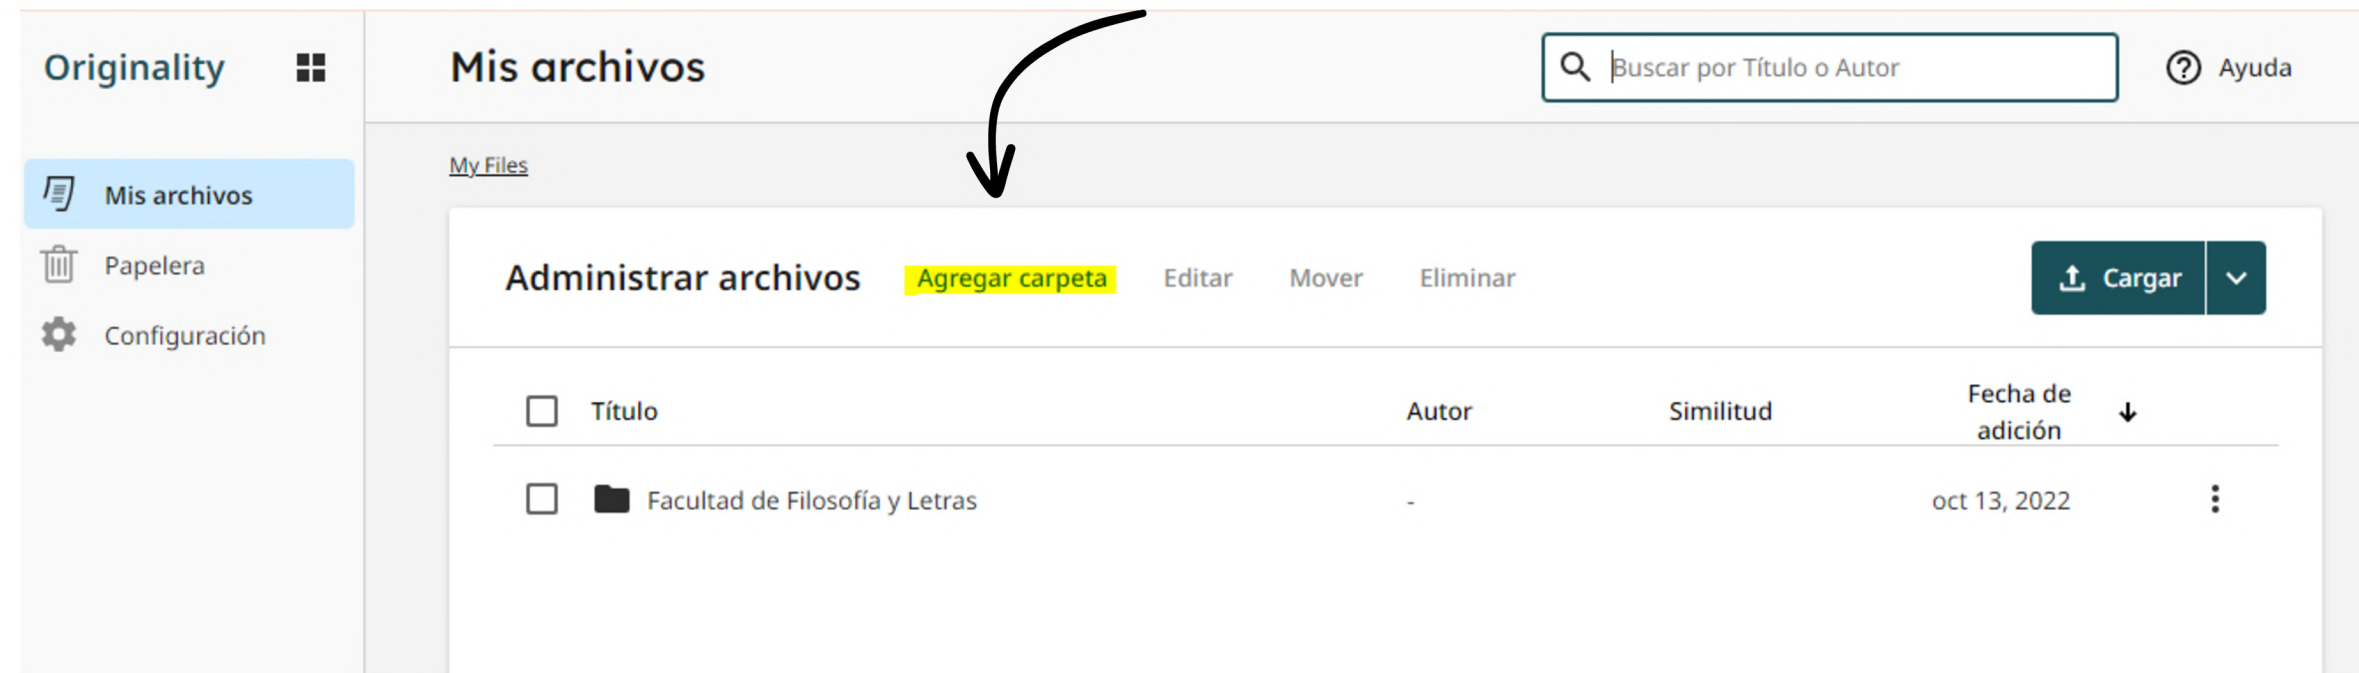 Originality
Mis archivos
Buscar por Título o Autor
Ayuda
Mis archivos
Papelera
Configuración
My Files
Administrar archivos Agregar carpeta Editar Mover Eliminar Cargar
Título Autor Similitud Fecha de
adición
Facultad de Filosofía y Letras - oct 13, 2022